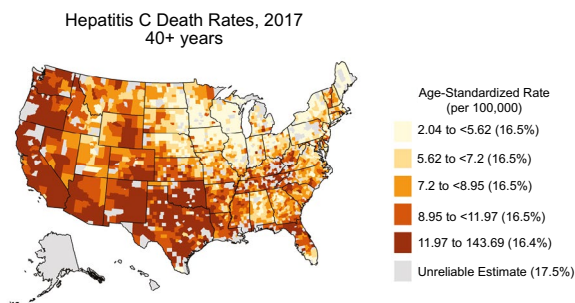 Hepatitis C Death Rates, 2017
40+ years
Age-Standardized Rate
(per 100,000)
2.04 to <5.62 (16.5%)
5.62 to <7.2 (16.5%)
7.2 to <8.95 (16.5%)
8.95 to <11.97 (16.5%)
11.97 to 143.69 (16.4%)
Unreliable Estimate (17.5%)